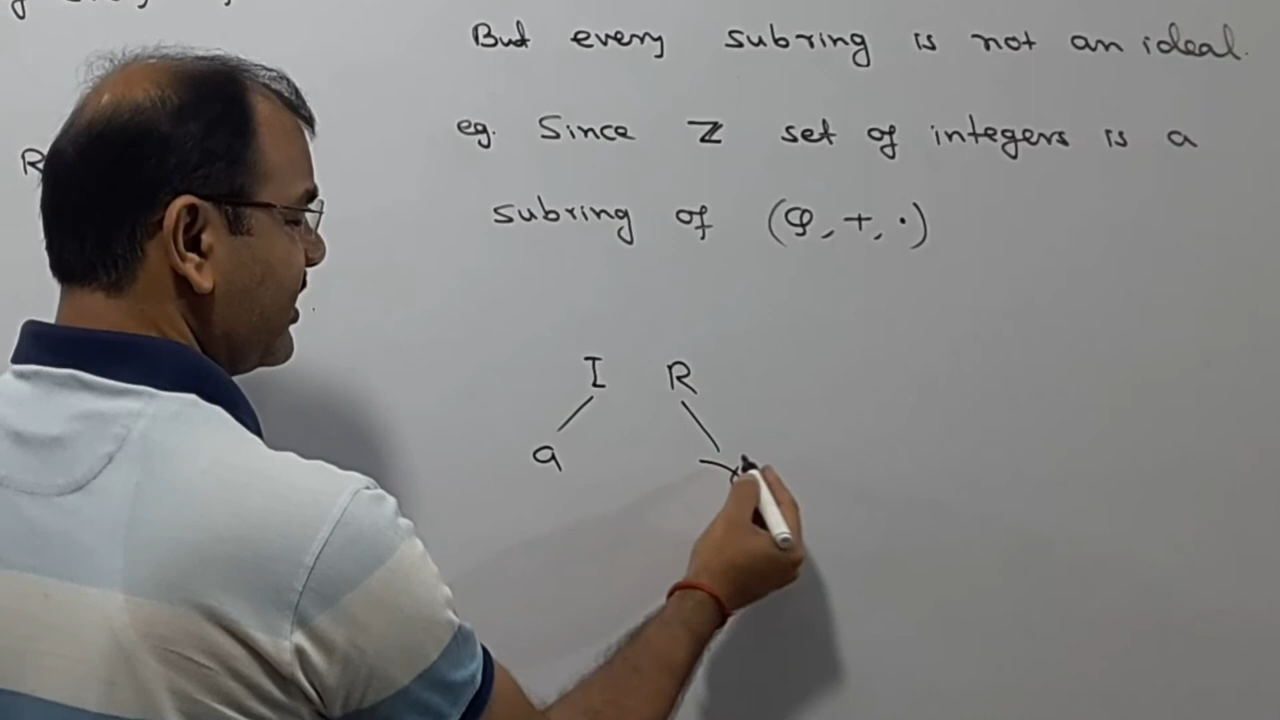 But every subring is not an ideal.
eg. Since Z set of integers is a
subring of (Q, +, ·)
R
I R
a